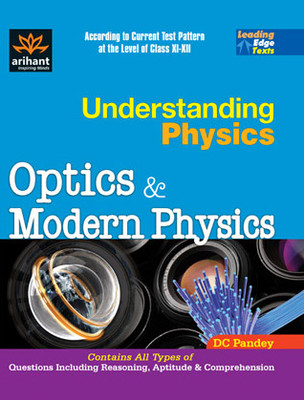 arihant
Inspiring Minds
According to Current Test Pattern
at the Level of Class XI-XII
Leading
Edge
Texts
Understanding
Physics
Optics &
Modern Physics
DC Pandey
Contains All Types of
Questions Including Reasoning, Aptitude & Comprehension